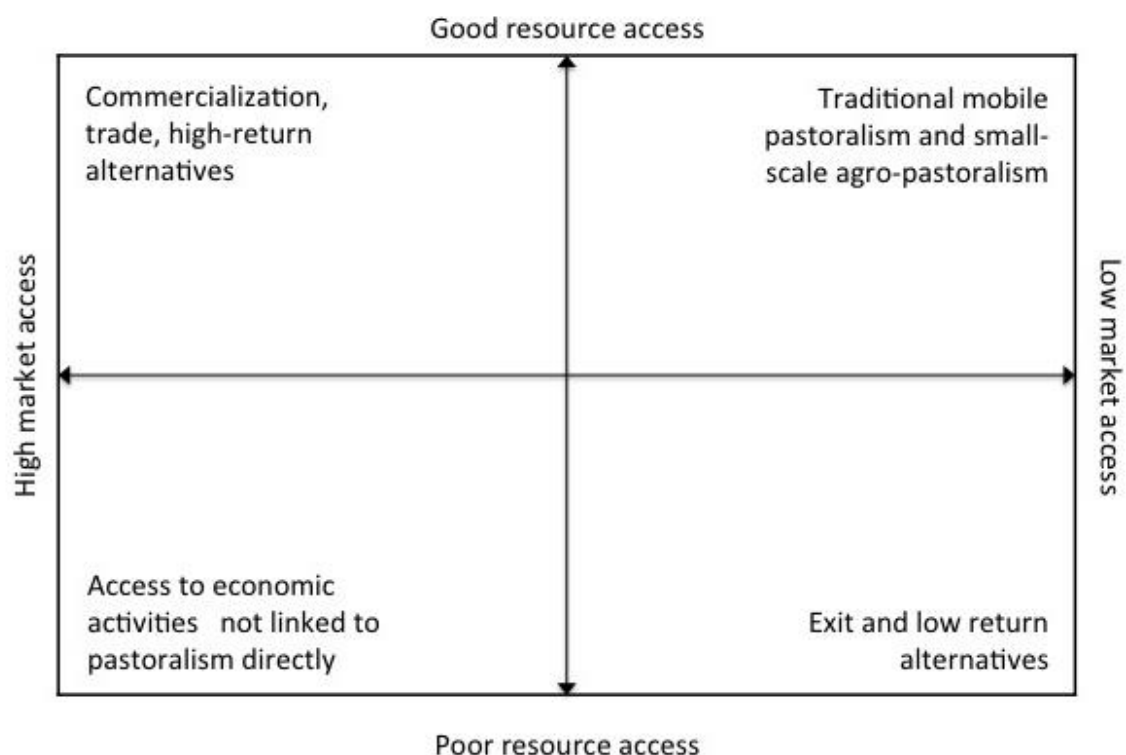 Good resource access
Commercialization,
trade, high-return
alternatives
Traditional mobile
pastoralism and small-
scale agro-pastoralism
High market access
Low market access
Access to economic
activities   not linked to
pastoralism directly
Exit and low return
alternatives
Poor resource access